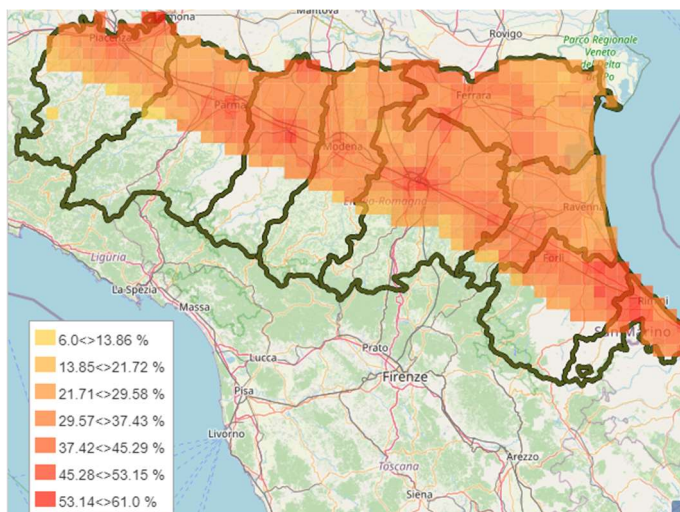 Cremona
Mantova
Rovigo
Parco Regionale
Veneto
del Delta
Po
Piacenza
Ferrara
Parma
Modena
Emilia-Romagna
Ravenna
Liguria
Forlì
La Spezia
Rimini
Massa
San Marino
6.0<>13.86 %
13.85<>21.72 %
21.71<>29.58 %
29.57<>37.43 %
37.42<>45.29 %
45.28<>53.15 %
53.14<>61.0 %
Prato
Lucca
Firenze
Pisa
Livorno
Arezzo
Toscana
Siena